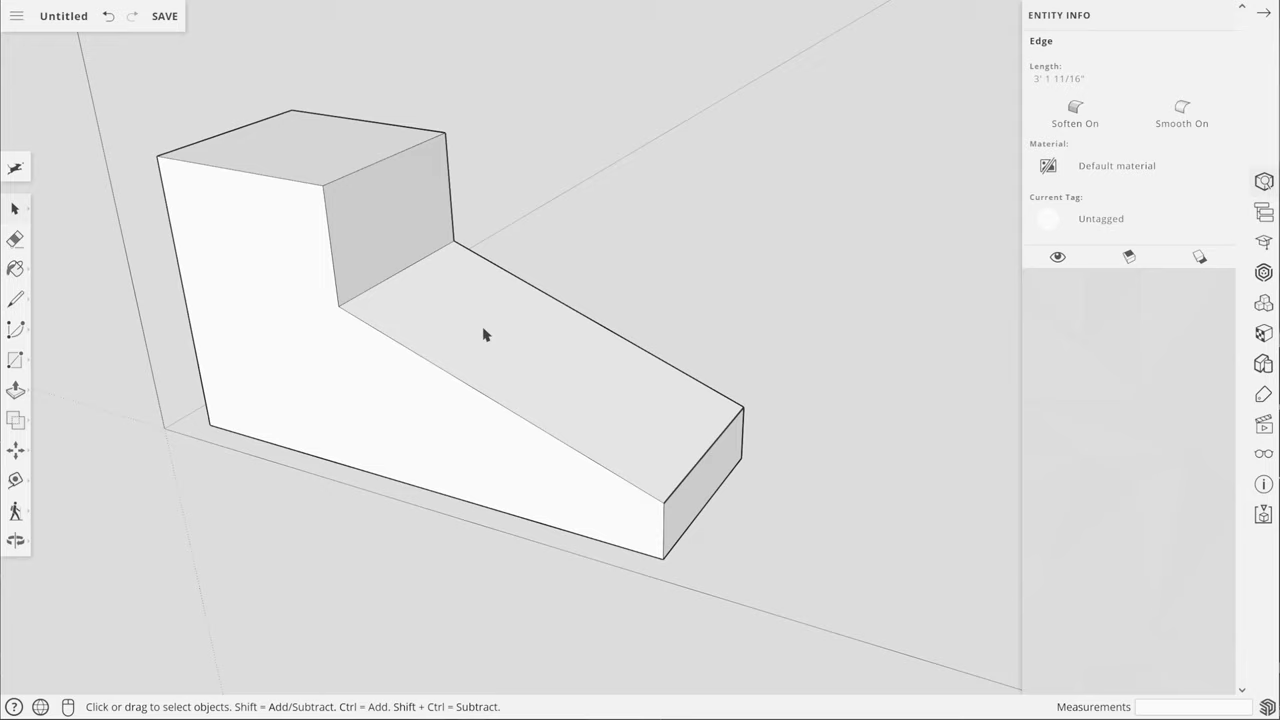 Untitled
SAVE
ENTITY INFO
Edge
Length:
3' 1 11/16"
Soften On
Smooth On
Material:
Default material
Current Tag:
Untagged
Click or drag to select objects. Shift = Add/Subtract. Ctrl = Add. Shift + Ctrl = Subtract.
Measurements